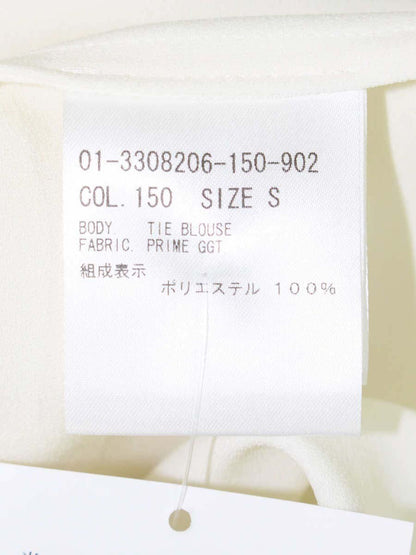 01-3308206-150-902
COL. 150 SIZE S
BODY. TIE BLOUSE
FABRIC. PRIME GGT
組成表示
ポリエステル 100%